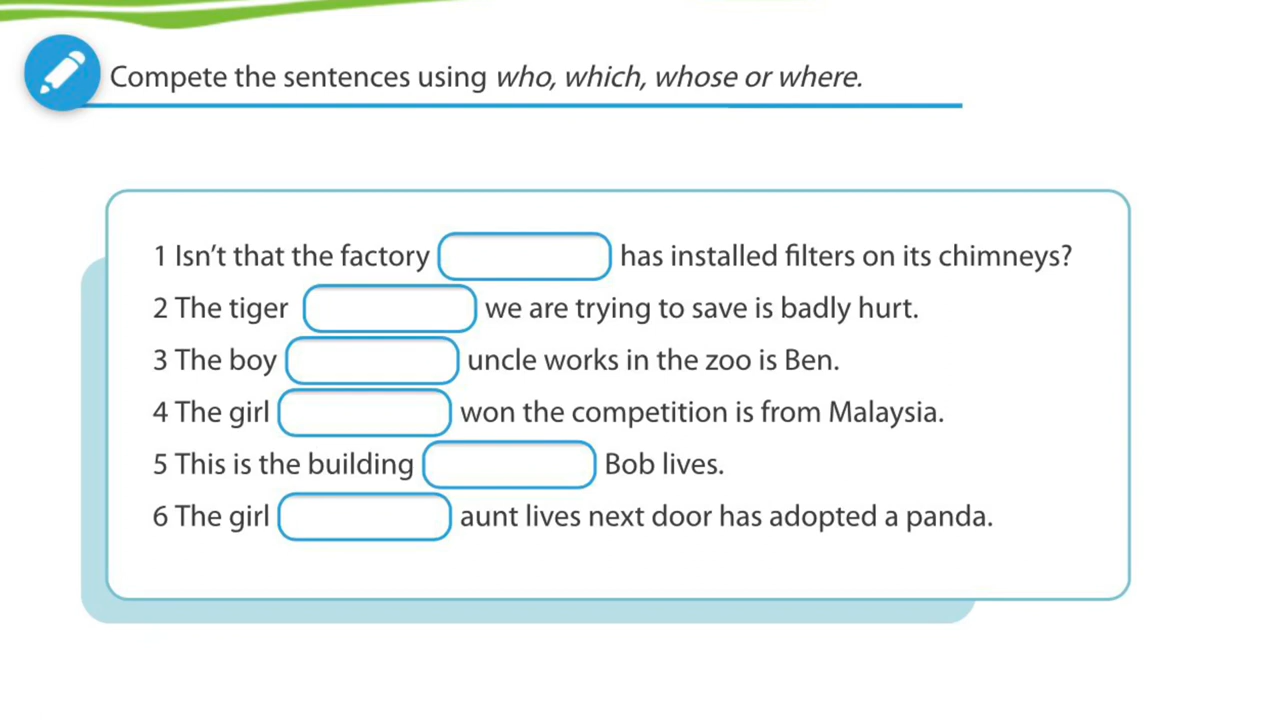 Compete the sentences using who, which, whose or where.
1 Isn't that the factory has installed filters on its chimneys?
2 The tiger we are trying to save is badly hurt.
3 The boy uncle works in the zoo is Ben.
4 The girl won the competition is from Malaysia.
5 This is the building Bob lives.
6 The girl aunt lives next door has adopted a panda.